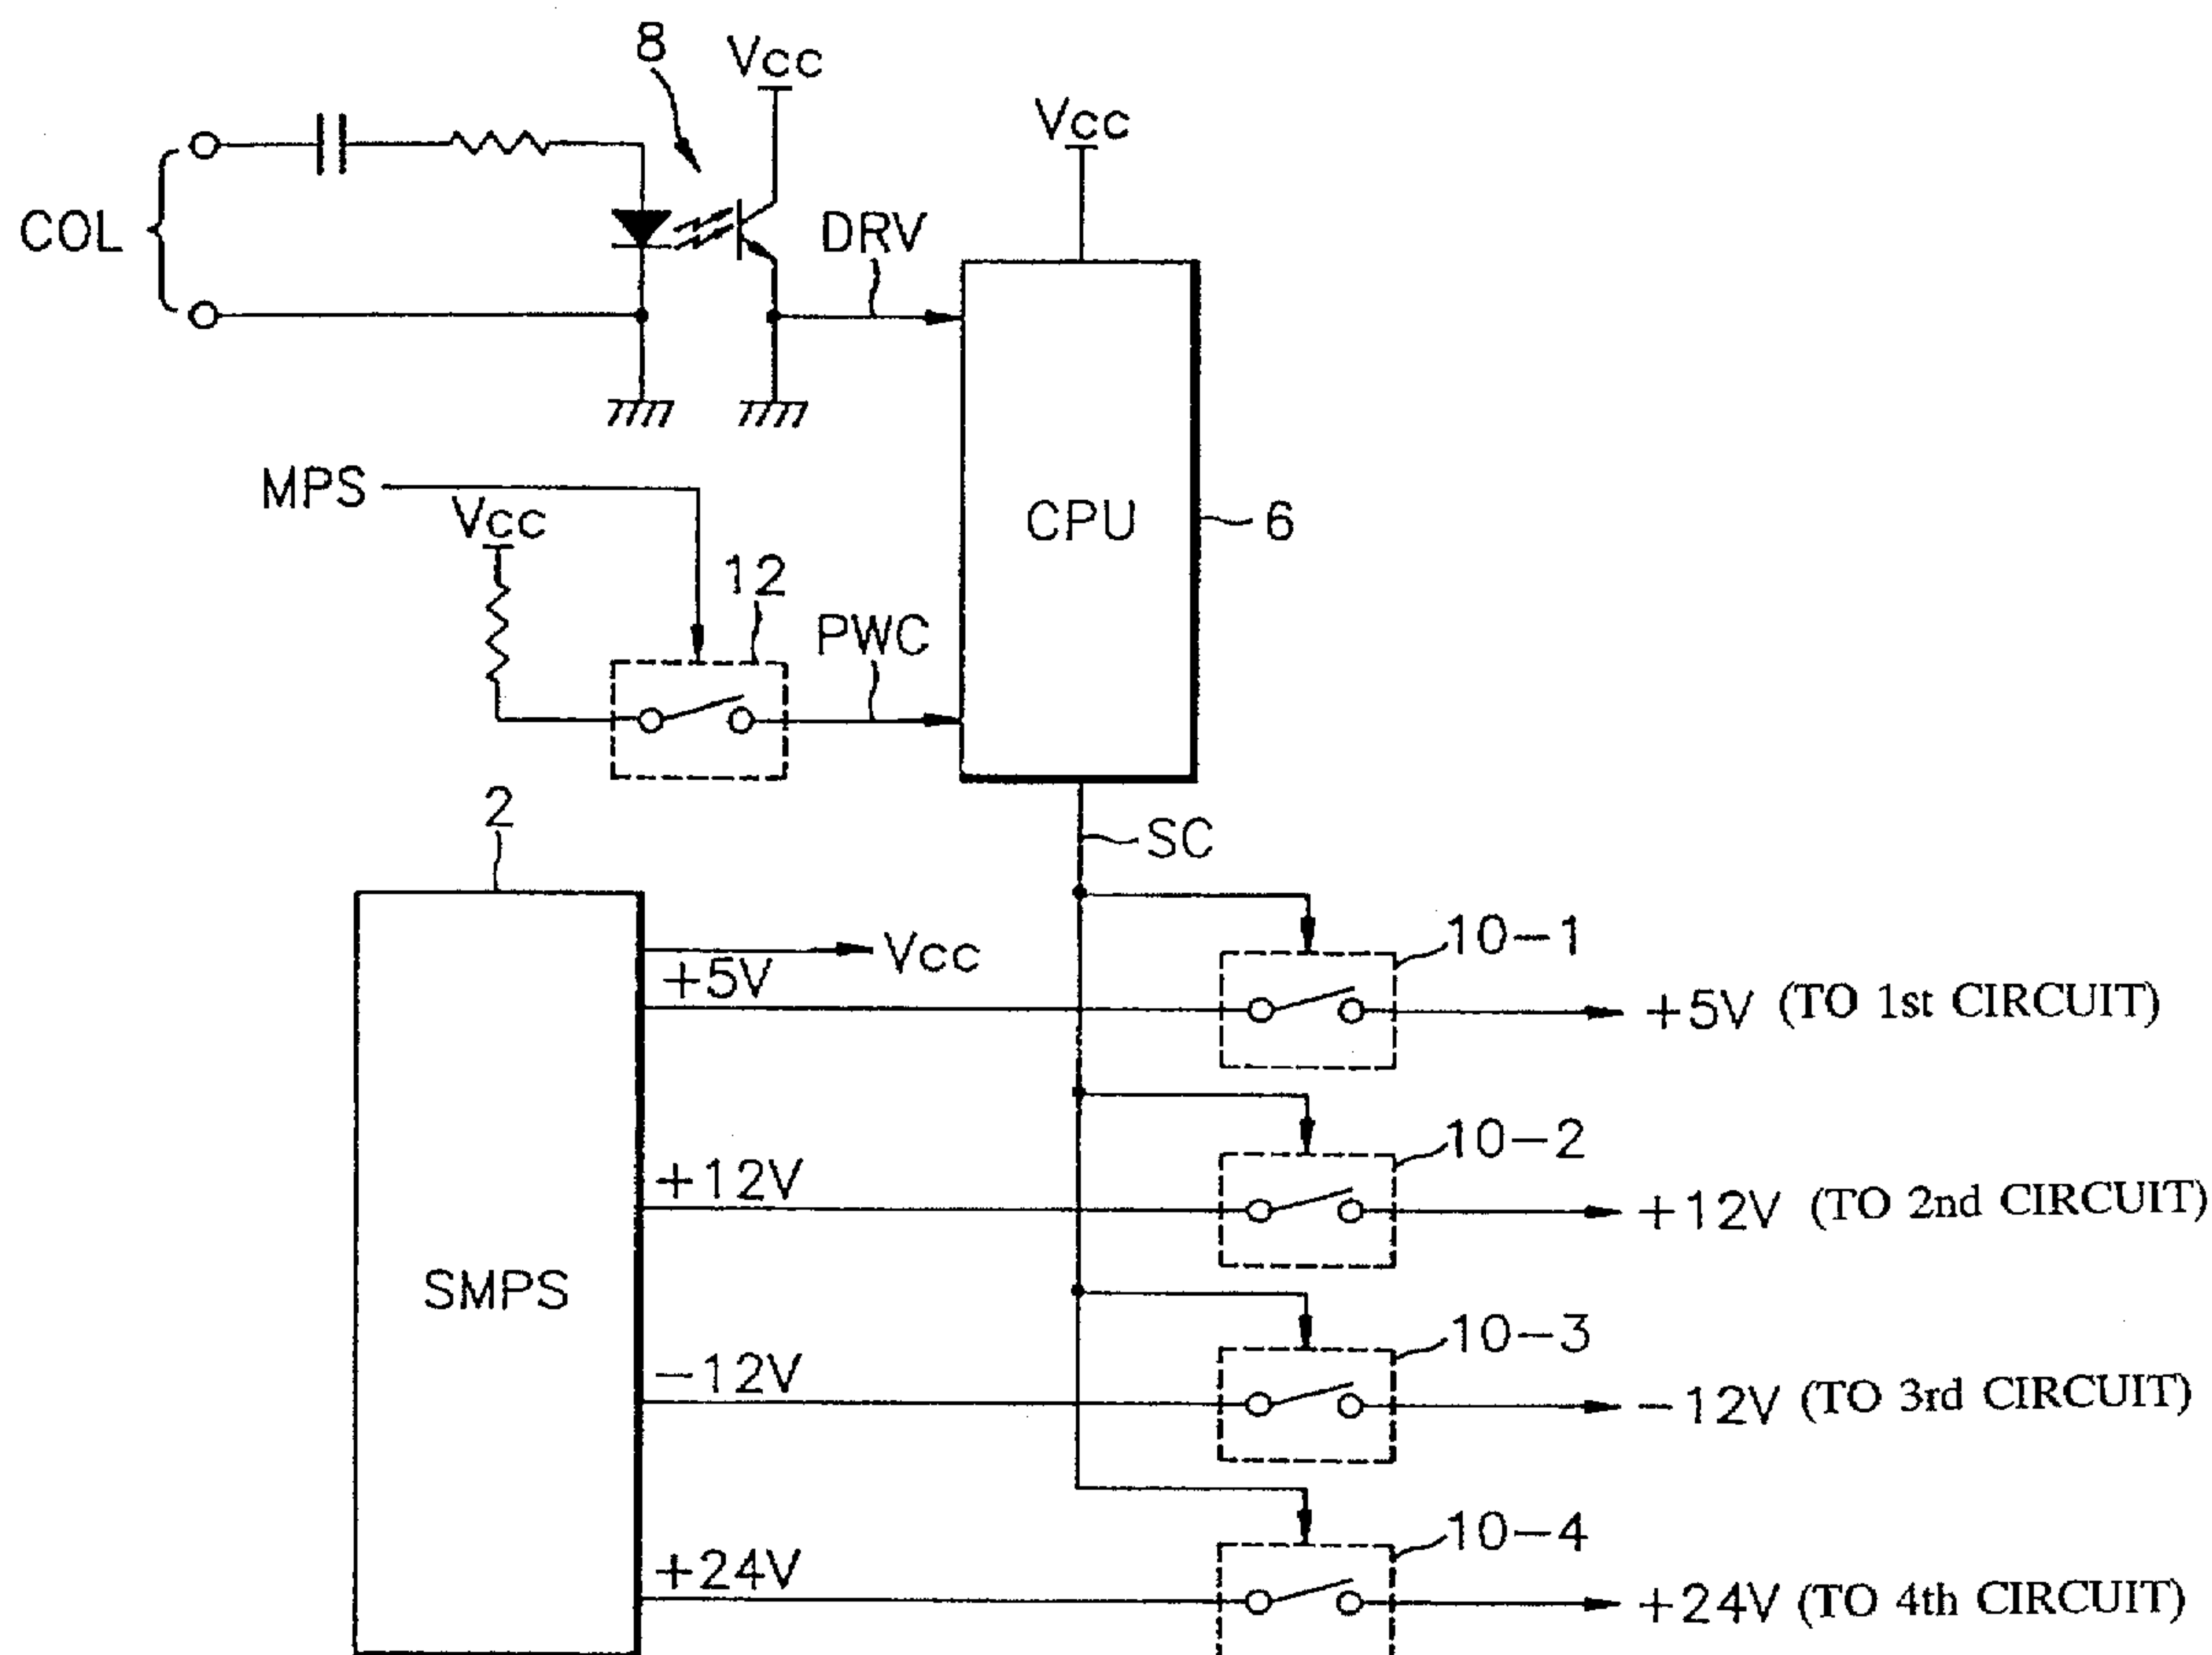 8
Vcc
Vcc
COL
DRV
MPS
Vcc
CPU
6
12
PWC
2
SC
Vcc
+5V
10-1
+5V (TO 1st CIRCUIT)
10-2
+12V
+12V (TO 2nd CIRCUIT)
SMPS
10-3
-12V
-12V (TO 3rd CIRCUIT)
10-4
+24V
+24V (TO 4th CIRCUIT)